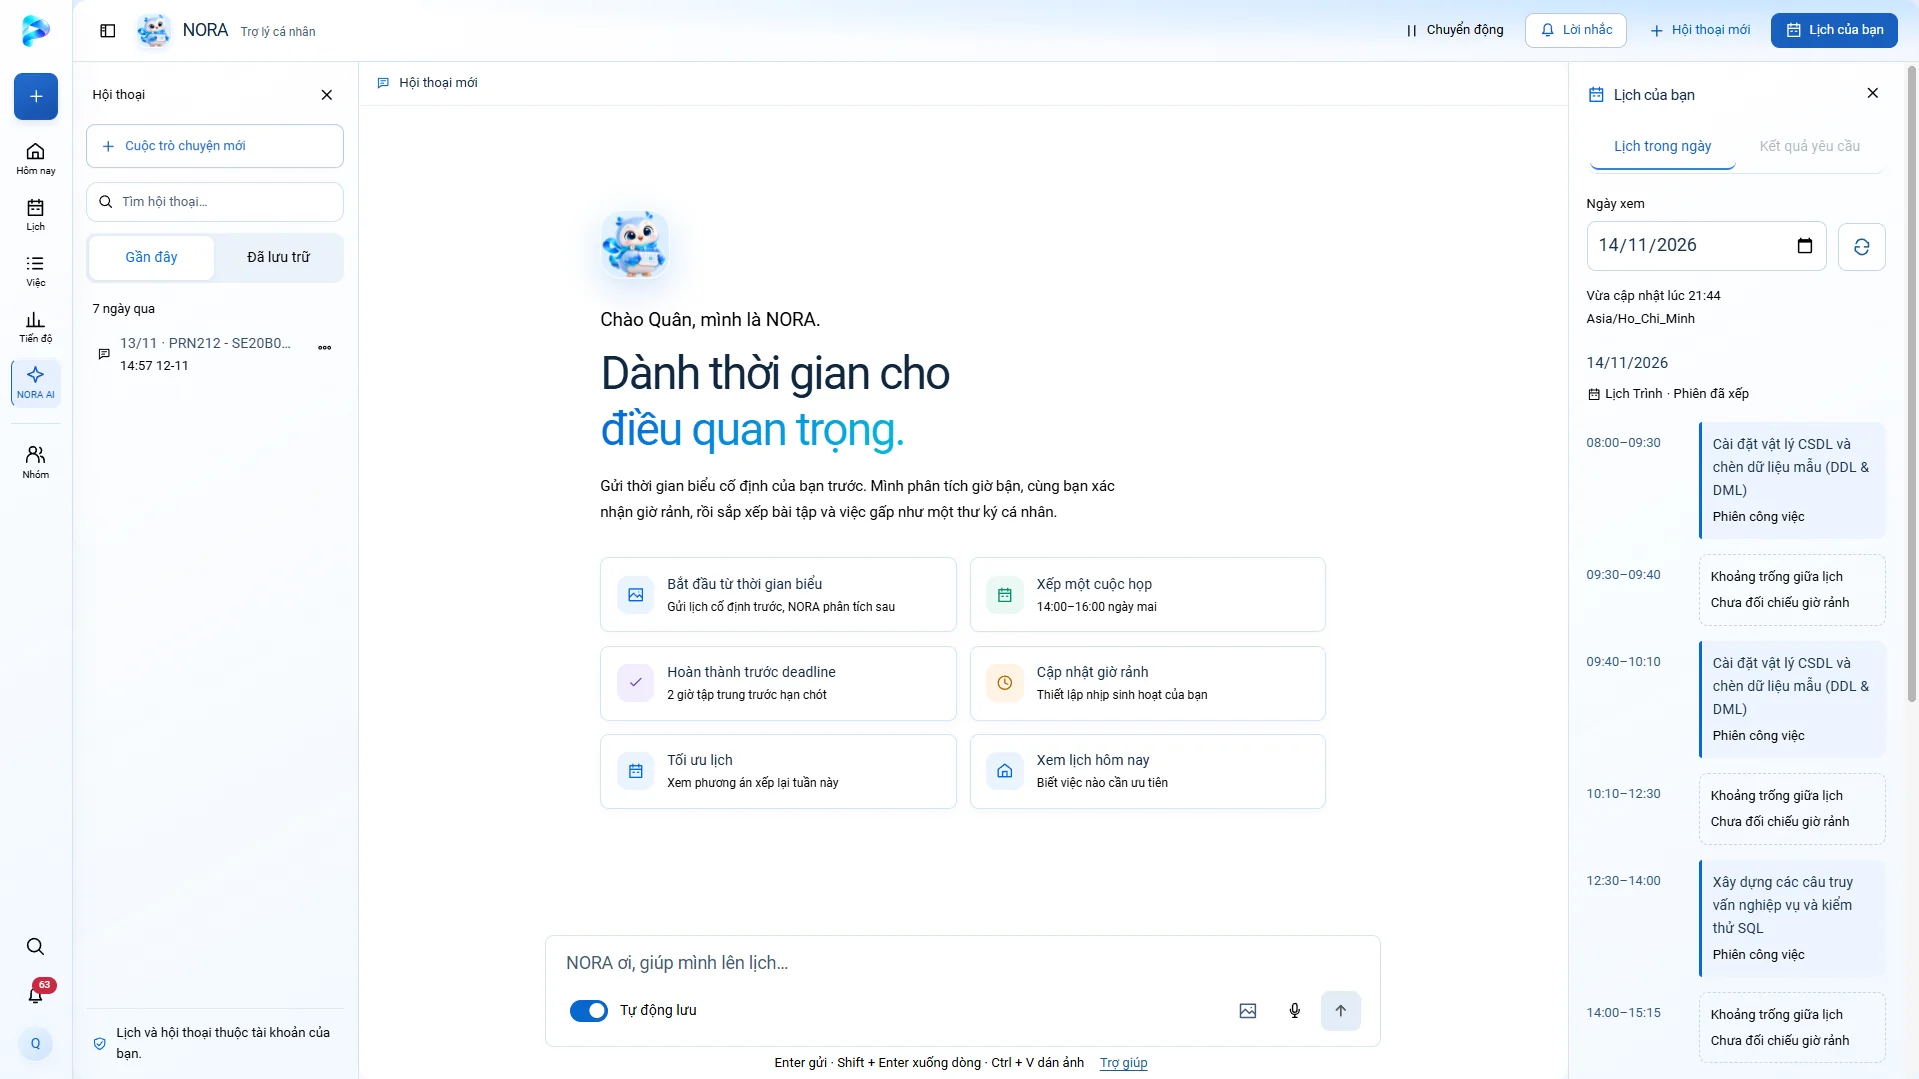 NORA
Trợ lý cá nhân
Chuyển động
Lời nhắc
Hội thoại mới
Lịch của bạn
Hôm nay
Lịch
Việc
Tiến độ
NORA AI
Nhóm
63
Q
Hội thoại
Cuộc trò chuyện mới
Tìm hội thoại...
Gần đây
Đã lưu trữ
7 ngày qua
13/11 · PRN212 - SE20B0...
14:57 12-11
Lịch và hội thoại thuộc tài khoản của
bạn.
Hội thoại mới
Chào Quân, mình là NORA.
Dành thời gian cho
điều quan trọng.
Gửi thời gian biểu cố định của bạn trước. Mình phân tích giờ bận, cùng bạn xác
nhận giờ rảnh, rồi sắp xếp bài tập và việc gấp như một thư ký cá nhân.
Bắt đầu từ thời gian biểu
Gửi lịch cố định trước, NORA phân tích sau
Xếp một cuộc họp
14:00–16:00 ngày mai
Hoàn thành trước deadline
2 giờ tập trung trước hạn chót
Cập nhật giờ rảnh
Thiết lập nhịp sinh hoạt của bạn
Tối ưu lịch
Xem phương án xếp lại tuần này
Xem lịch hôm nay
Biết việc nào cần ưu tiên
NORA ơi, giúp mình lên lịch...
Tự động lưu
Enter gửi · Shift + Enter xuống dòng · Ctrl + V dán ảnh
Trợ giúp
Lịch của bạn
Lịch trong ngày
Kết quả yêu cầu
Ngày xem
14/11/2026
Vừa cập nhật lúc 21:44
Asia/Ho_Chi_Minh
14/11/2026
Lịch Trình · Phiên đã xếp
08:00–09:30
Cài đặt vật lý CSDL và
chèn dữ liệu mẫu (DDL &
DML)
Phiên công việc
09:30–09:40
Khoảng trống giữa lịch
Chưa đối chiếu giờ rảnh
09:40–10:10
Cài đặt vật lý CSDL và
chèn dữ liệu mẫu (DDL &
DML)
Phiên công việc
10:10–12:30
Khoảng trống giữa lịch
Chưa đối chiếu giờ rảnh
12:30–14:00
Xây dựng các câu truy
vấn nghiệp vụ và kiểm
thử SQL
Phiên công việc
14:00–15:15
Khoảng trống giữa lịch
Chưa đối chiếu giờ rảnh